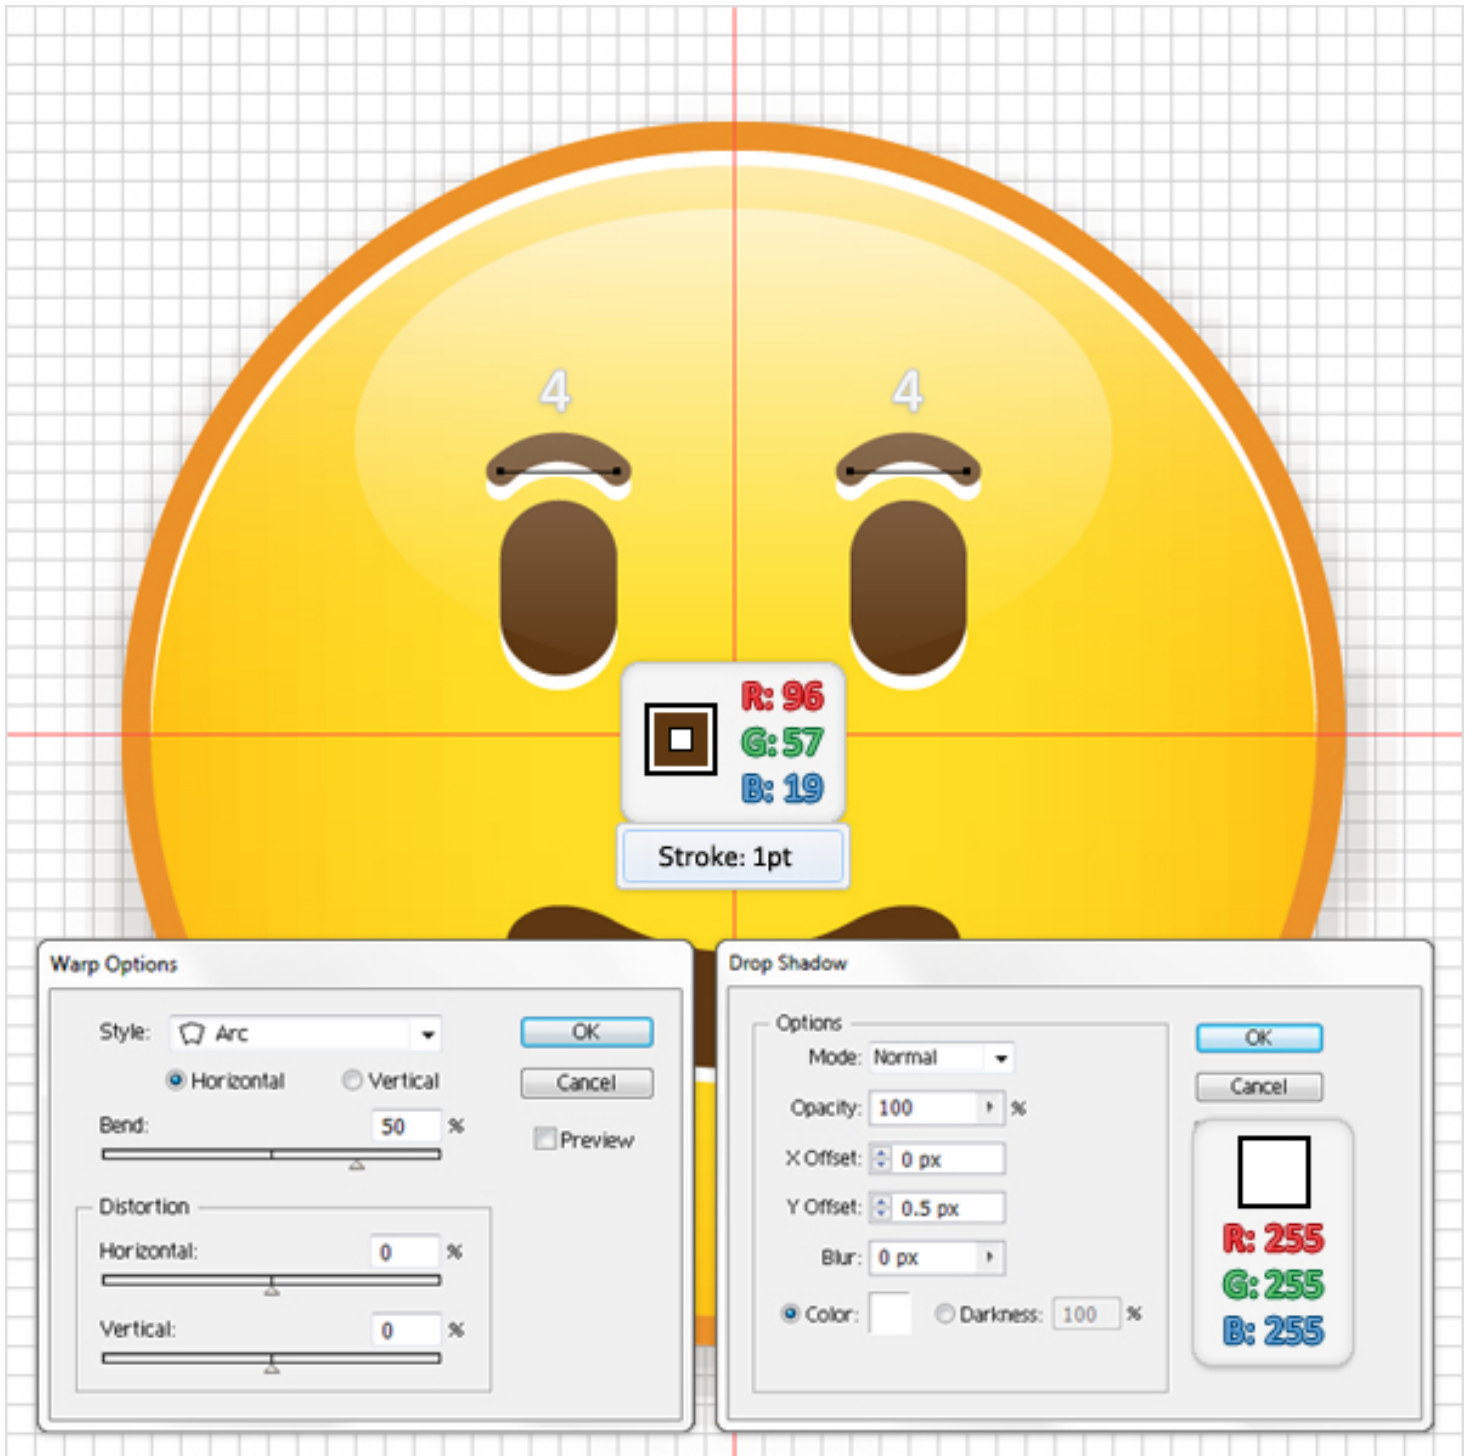 4 4
R: 96
G: 57
B: 19
Stroke: 1pt
Warp Options
Style: Arc
OK
Horizontal Vertical
Cancel
Bend: 50 %
Preview
Distortion
Horizontal: 0 %
Vertical: 0 %
Drop Shadow
Options
OK
Mode: Normal
Cancel
Opacity: 100 %
X Offset: 0 px
Y Offset: 0.5 px
Blur: 0 px
Color: Darkness: 100 %
R: 255
G: 255
B: 255